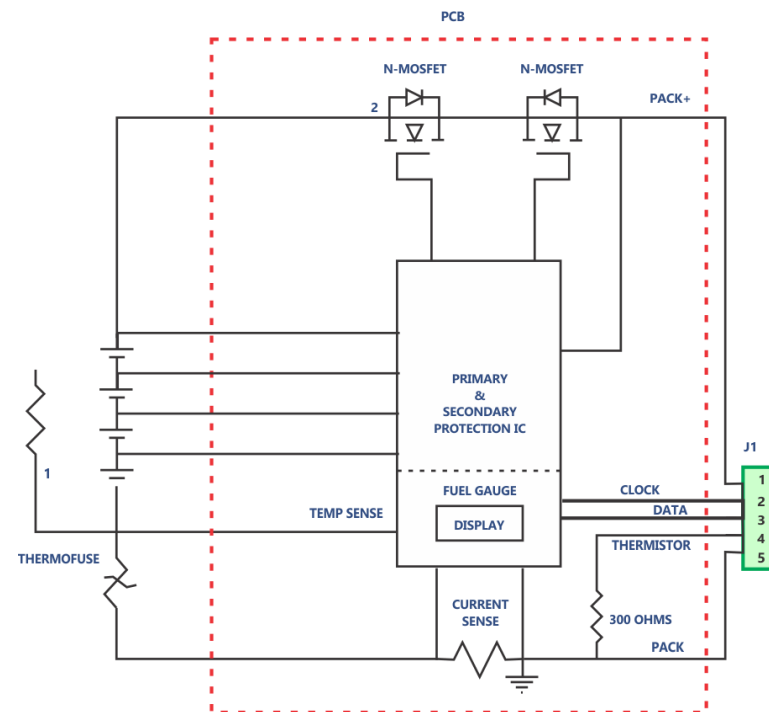 PCB
N-MOSFET
N-MOSFET
2
PACK+
PRIMARY
&
SECONDARY
PROTECTION IC
J1
1
1
CLOCK
2
FUEL GAUGE
DATA
3
TEMP SENSE
DISPLAY
4
THERMISTOR
5
THERMOFUSE
CURRENT
SENSE
300 OHMS
PACK